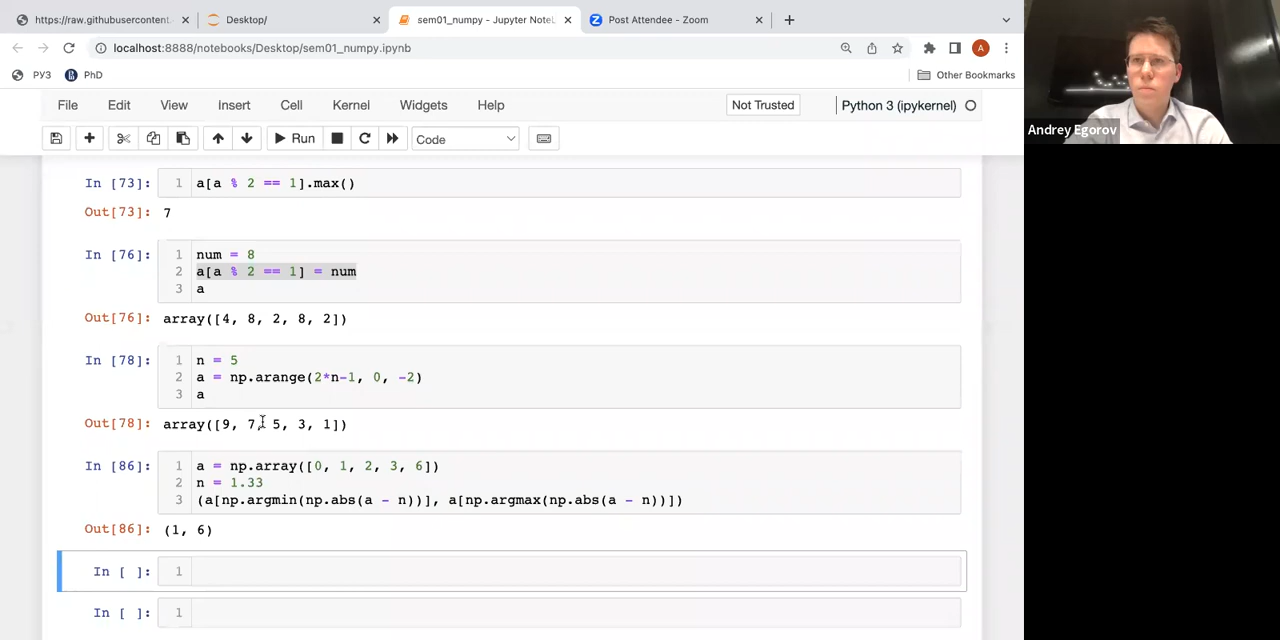 https://raw.githubusercontent.
Desktop/
sem01_numpy - Jupyter Note
Post Attendee - Zoom
localhost:8888/notebooks/Desktop/sem01_numpy.ipynb
A
РУЗ
PhD
Other Bookmarks
File Edit View Insert Cell Kernel Widgets Help
Not Trusted
Python 3 (ipykernel)
Run
Code
In [73]: 1 a[a % 2 == 1].max()
Out[73]: 7
In [76]: 1 num = 8
2 a[a % 2 == 1] = num
3 a
Out[76]: array([4, 8, 2, 8, 2])
In [78]: 1 n = 5
2 a = np.arange(2*n-1, 0, -2)
3 a
Out[78]: array([9, 7, 5, 3, 1])
In [86]: 1 a = np.array([0, 1, 2, 3, 6])
2 n = 1.33
3 (a[np.argmin(np.abs(a - n))], a[np.argmax(np.abs(a - n))])
Out[86]: (1, 6)
In [ ]: 1
In [ ]: 1
Andrey Egorov